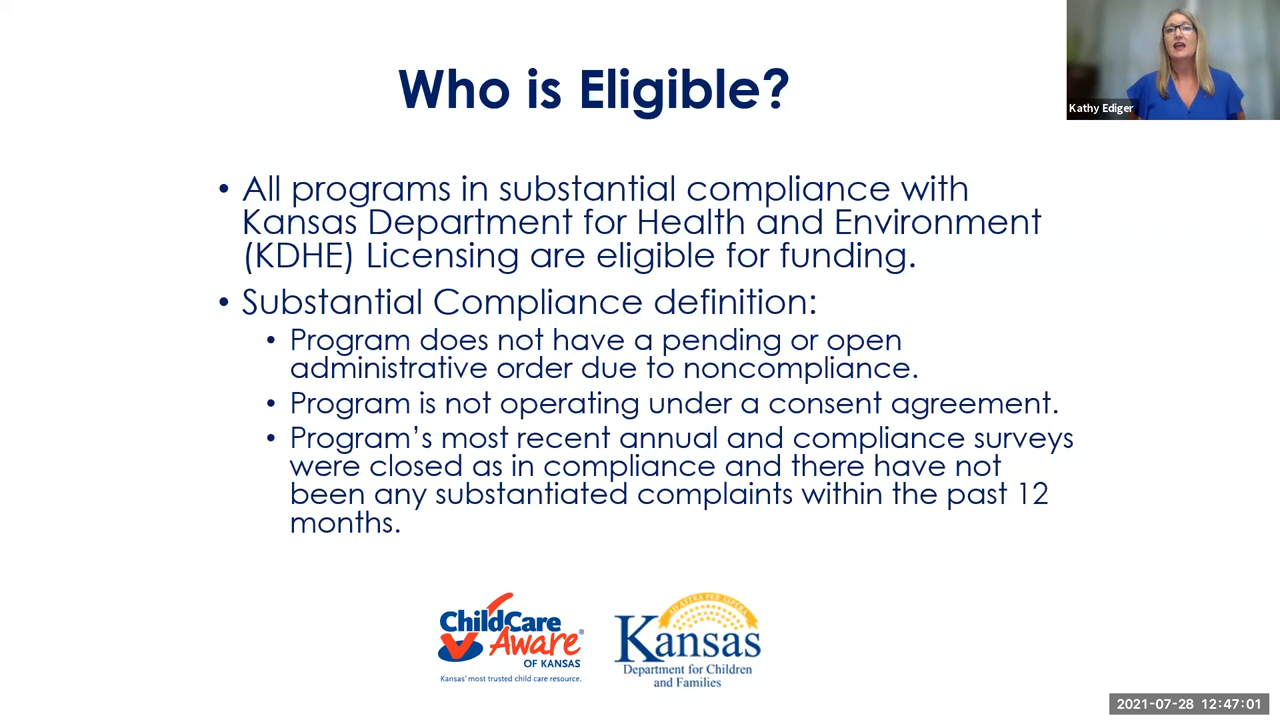 Who is Eligible?
Kathy Ediger
• All programs in substantial compliance with
Kansas Department for Health and Environment
(KDHE) Licensing are eligible for funding.
• Substantial Compliance definition:
• Program does not have a pending or open
administrative order due to noncompliance.
• Program is not operating under a consent agreement.
• Program’s most recent annual and compliance surveys
were closed as in compliance and there have not
been any substantiated complaints within the past 12
months.
ChildCare
Aware®
OF KANSAS
Kansas' most trusted child care resource.
AD ASTRA PER ASPERA
Kansas
Department for Children
and Families
2021-07-28 12:47:01